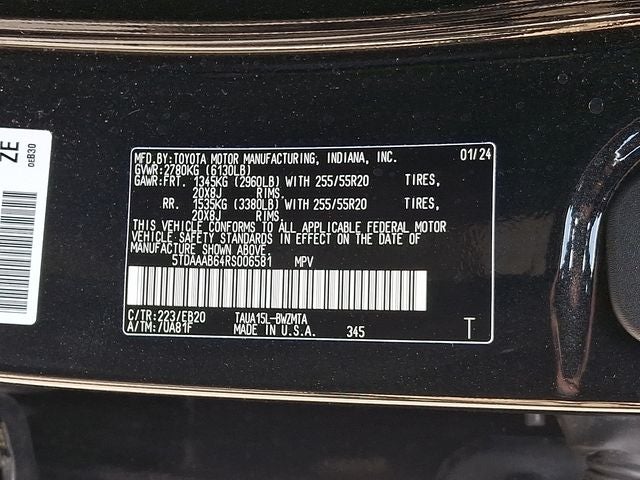 ZE
0EB30
MFD.BY:TOYOTA MOTOR MANUFACTURING, INDIANA, INC. 01/24
GVWR:2780KG (6130LB)
GAWR:FRT. 1345KG (2960LB) WITH 255/55R20 TIRES,
20X8J RIMS.
RR. 1535KG (3380LB) WITH 255/55R20 TIRES,
20X8J RIMS.
THIS VEHICLE CONFORMS TO ALL APPLICABLE FEDERAL MOTOR
VEHICLE SAFETY STANDARDS IN EFFECT ON THE DATE OF
MANUFACTURE SHOWN ABOVE.
5TDAAAB64RS006581 MPV
C/TR:223/EB20 TAUA15L-BWZMTA
A/TM:70A81F MADE IN U.S.A. 345 T